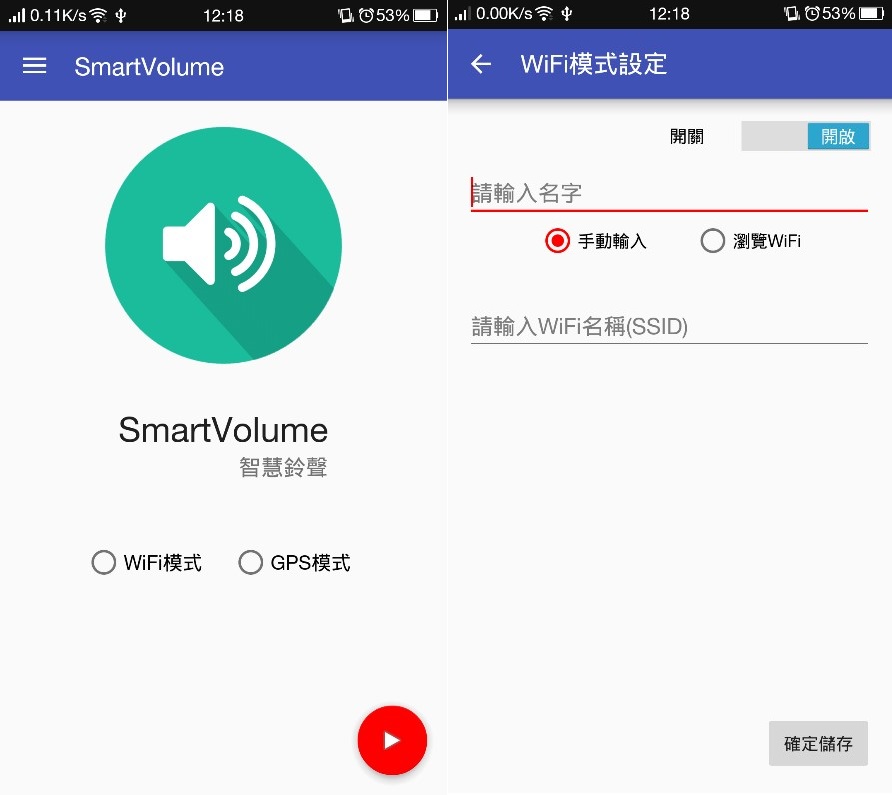 0.11K/s 12:18 53%
SmartVolume
SmartVolume
智慧鈴聲
WiFi模式 GPS模式
0.00K/s 12:18 53%
WiFi模式設定
開關 開啟
請輸入名字
手動輸入 瀏覽WiFi
請輸入WiFi名稱(SSID)
確定儲存